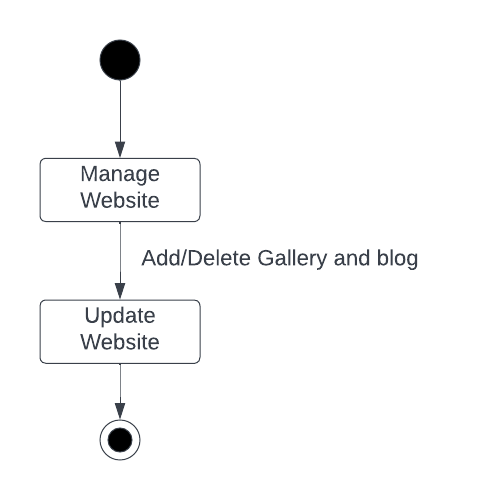 Manage
Website
Add/Delete Gallery and blog
Update
Website